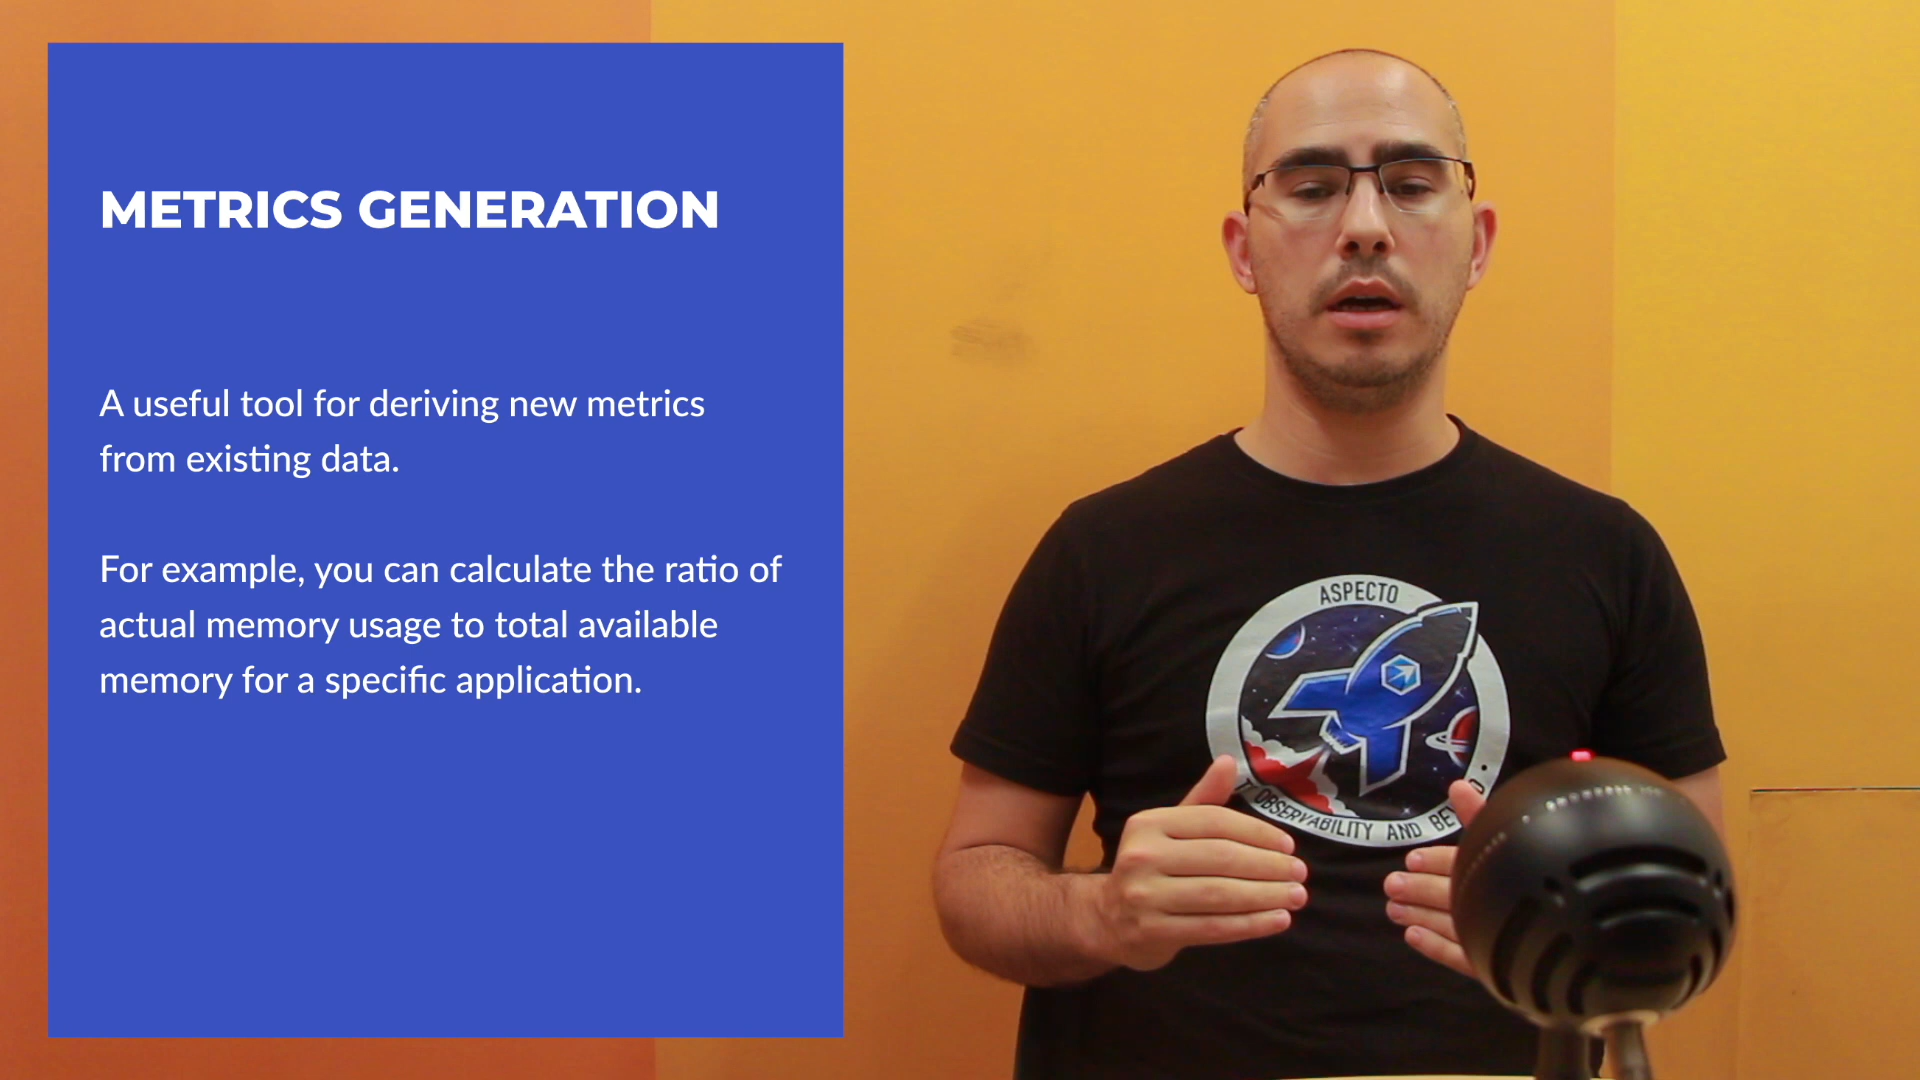 METRICS GENERATION
A useful tool for deriving new metrics
from existing data.
For example, you can calculate the ratio of
actual memory usage to total available
memory for a specific application.
ASPECTO
OBSERVABILITY AND